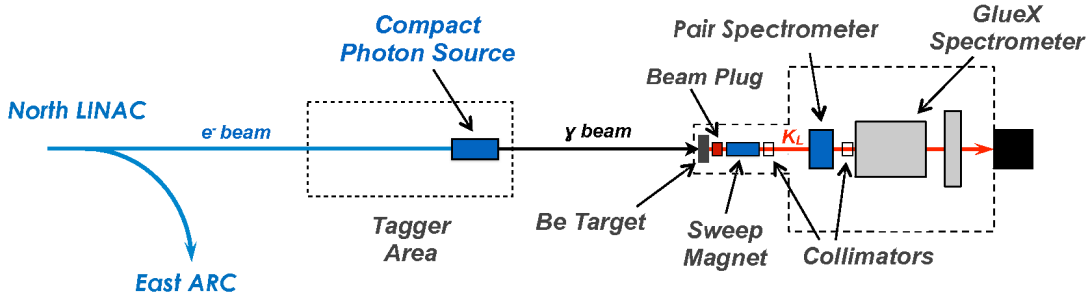 GlueX
Spectrometer
Compact
Photon Source
Pair Spectrometer
Beam Plug
North LINAC
e- beam
γ beam
KL
Tagger
Area
Be Target
Sweep
Magnet
Collimators
East ARC